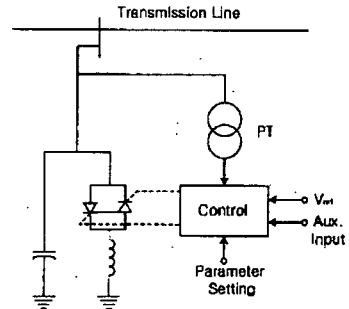 Transmission Line
PT
Control
Vref
Aux.
Input
Parameter
Setting